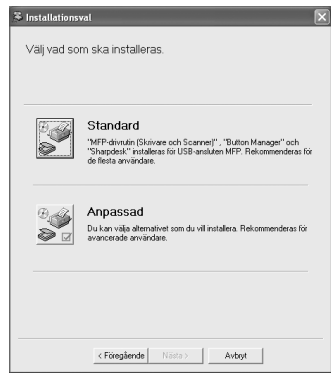 Installationsval
Välj vad som ska installeras.
Standard
"MFP-drivrutin (Skrivare och Scanner)" , "Button Manager" och
"Sharpdesk" installeras för USB-ansluten MFP. Rekommenderas för
de flesta användare.
Anpassad
Du kan välja alternativet som du vill installera. Rekommenderas för
avancerade användare.
< Föregående
Nästa >
Avbryt